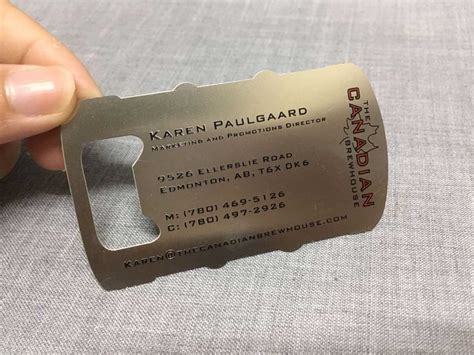 Karen Paulgaard
Marketing and Promotions Director
9526 Ellerslie Road
Edmonton, AB, T6X 0K6
M: (780) 469-5126
C: (780) 497-2926
Karen@thecanadianbrewhouse.com
THE
CANADIAN
BREWHOUSE